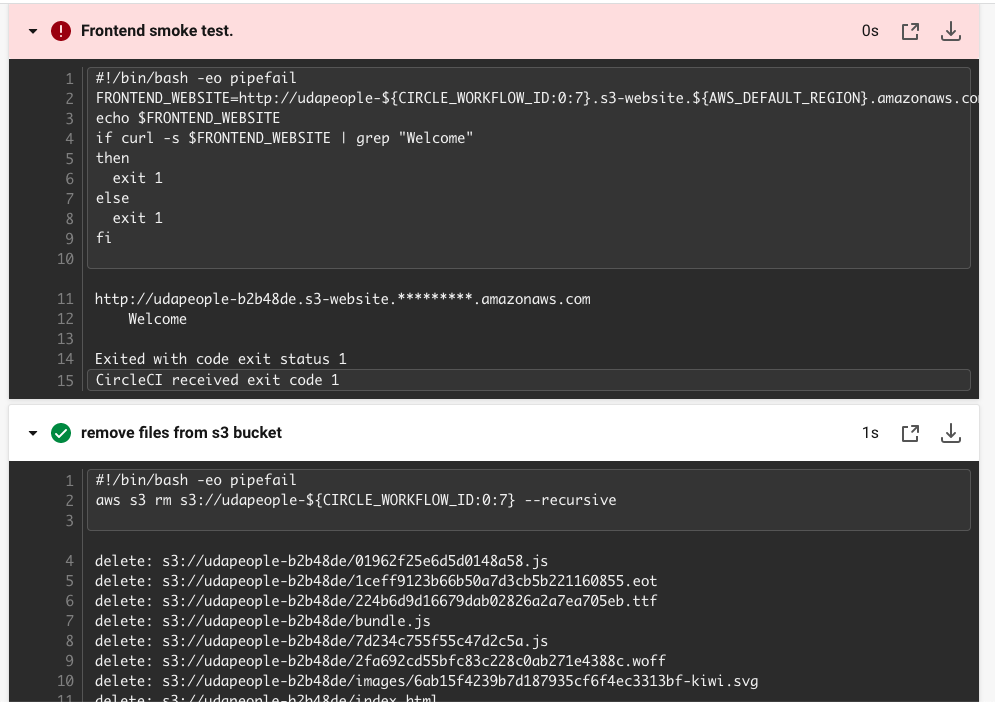 Frontend smoke test. 0s
1 #!/bin/bash -eo pipefail
2 FRONTEND_WEBSITE=http://udapeople-${CIRCLE_WORKFLOW_ID:0:7}.s3-website.${AWS_DEFAULT_REGION}.amazonaws.co
3 echo $FRONTEND_WEBSITE
4 if curl -s $FRONTEND_WEBSITE | grep "Welcome"
5 then
6 exit 1
7 else
8 exit 1
9 fi
10
11 http://udapeople-b2b48de.s3-website.*********.amazonaws.com
12 Welcome
13
14 Exited with code exit status 1
15 CircleCI received exit code 1
remove files from s3 bucket 1s
1 #!/bin/bash -eo pipefail
2 aws s3 rm s3://udapeople-${CIRCLE_WORKFLOW_ID:0:7} --recursive
3
4 delete: s3://udapeople-b2b48de/01962f25e6d5d0148a58.js
5 delete: s3://udapeople-b2b48de/1ceff9123b66b50a7d3cb5b221160855.eot
6 delete: s3://udapeople-b2b48de/224b6d9d16679dab02826a2a7ea705eb.ttf
7 delete: s3://udapeople-b2b48de/bundle.js
8 delete: s3://udapeople-b2b48de/7d234c755f55c47d2c5a.js
9 delete: s3://udapeople-b2b48de/2fa692cd55bfc83c228c0ab271e4388c.woff
10 delete: s3://udapeople-b2b48de/images/6ab15f4239b7d187935cf6f4ec3313bf-kiwi.svg
11 delete: s3://udapeople-b2b48de/index.html